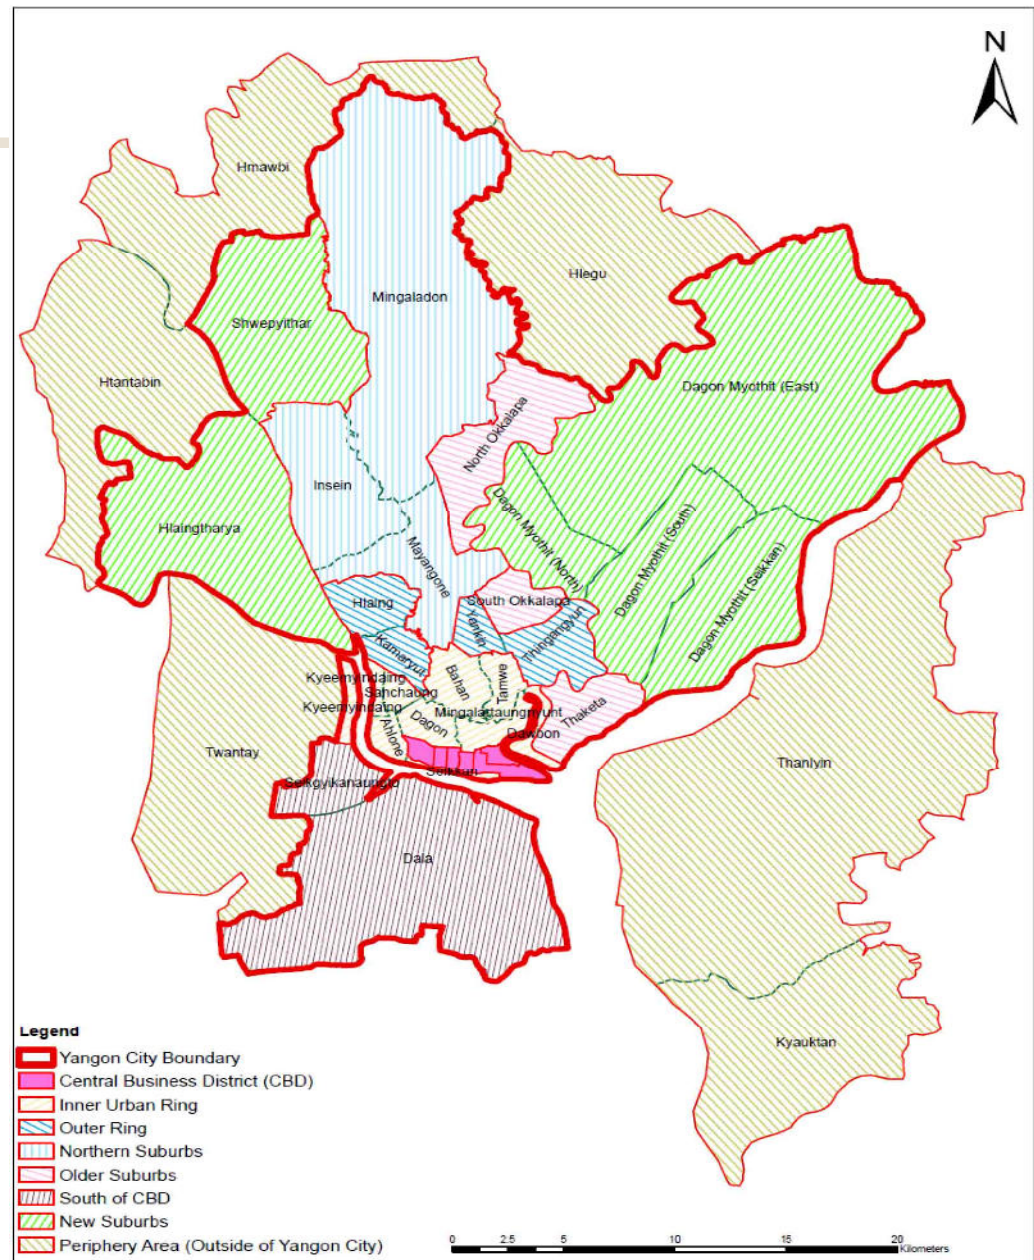 N
Hmawbi
Hlegu
Mingaladon
Shwepyithar
Htantabin
Dagon Myothit (East)
North Okkalapa
Insein
Hlaingtharya
Dagon Myothit (North)
Dagon Myothit (South)
Dagon Myothit (Seikkan)
Mayangone
Hlaing
South Okkalapa
Yankin
Thingangyun
Kamaryut
Bahan
Tamwe
Kyeemyindaing
Sanchaung
Kyeemyindaing
Mingalartaungnyunt
Thaketa
Dagon
Ahlone
Dawbon
Twantay
Seikkan
Thanlyin
Seikgyikanaungto
Dala
Kyauktan
Legend
Yangon City Boundary
Central Business District (CBD)
Inner Urban Ring
Outer Ring
Northern Suburbs
Older Suburbs
South of CBD
New Suburbs
Periphery Area (Outside of Yangon City)
0 2.5 5 10 15 20
Kilometers